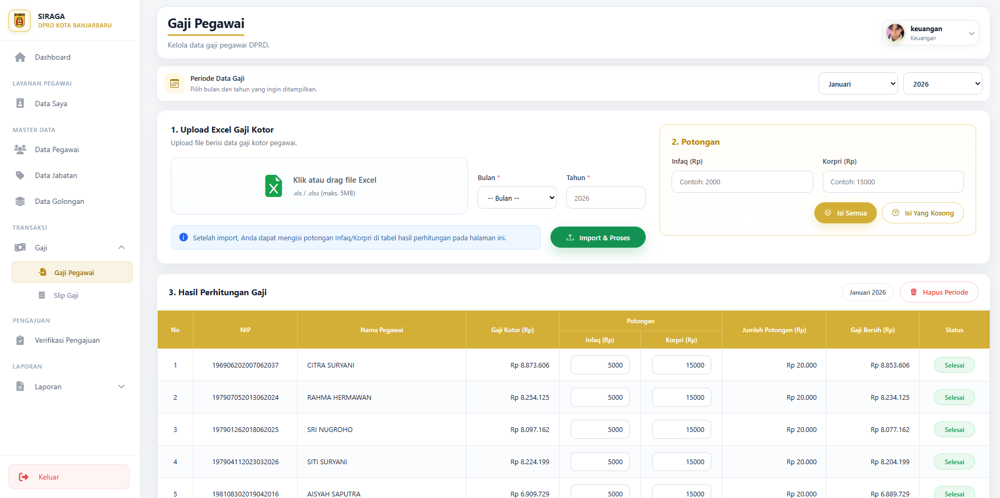 SIRAGA
DPRD KOTA BANJARBARU
Dashboard
LAYANAN PEGAWAI
Data Saya
MASTER DATA
Data Pegawai
Data Jabatan
Data Golongan
TRANSAKSI
Gaji
Gaji Pegawai
Slip Gaji
PENGAJUAN
Verifikasi Pengajuan
LAPORAN
Laporan
Keluar
Gaji Pegawai
Kelola data gaji pegawai DPRD.
keuangan
Keuangan
Periode Data Gaji
Pilih bulan dan tahun yang ingin ditampilkan.
Januari
2026
1. Upload Excel Gaji Kotor
Upload file berisi data gaji kotor pegawai.
Klik atau drag file Excel
.xls / .xlsx (maks. 5MB)
Bulan *
-- Bulan --
Tahun *
2026
Setelah import, Anda dapat mengisi potongan Infaq/Korpri di tabel hasil perhitungan pada halaman ini.
Import & Proses
2. Potongan
Infaq (Rp)
Contoh: 2000
Korpri (Rp)
Contoh: 15000
Isi Semua
Isi Yang Kosong
3. Hasil Perhitungan Gaji
Januari 2026
Hapus Periode
No NIP Nama Pegawai Gaji Kotor (Rp) Potongan Jumlah Potongan (Rp) Gaji Bersih (Rp) Status
Infaq (Rp) Korpri (Rp)
1 196906202007062037 CITRA SURYANI Rp 8.873.606 5000 15000 Rp 20.000 Rp 8.853.606 Selesai
2 197907052013062024 RAHMA HERMAWAN Rp 8.254.125 5000 15000 Rp 20.000 Rp 8.234.125 Selesai
3 197901262018062025 SRI NUGROHO Rp 8.097.162 5000 15000 Rp 20.000 Rp 8.077.162 Selesai
4 197904112023032026 SITI SURYANI Rp 8.224.199 5000 15000 Rp 20.000 Rp 8.204.199 Selesai
5 198108302019042016 AISYAH SAPUTRA Rp 6.909.729 5000 15000 Rp 20.000 Rp 6.889.729 Selesai